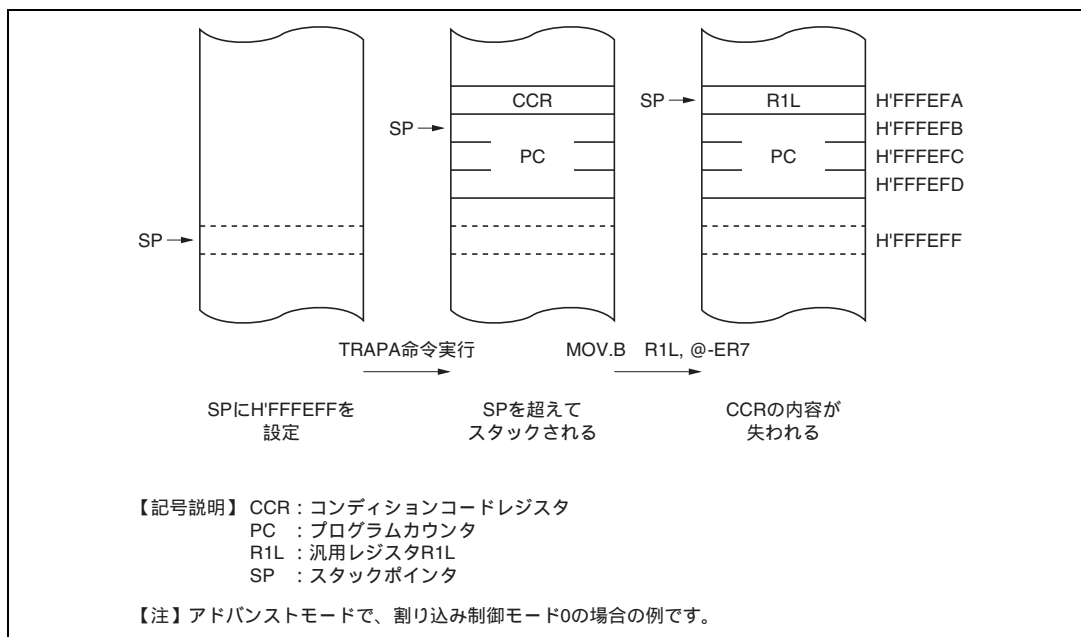 CCR
SP
R1L
H'FFFEFA
SP
H'FFFEFB
PC
PC
H'FFFEFC
H'FFFEFD
SP
H'FFFEFF
TRAPA命令実行
MOV.B R1L, @-ER7
SPにH'FFFEFFを
設定
SPを超えて
スタックされる
CCRの内容が
失われる
【記号説明】 CCR : コンディションコードレジスタ
PC : プログラムカウンタ
R1L : 汎用レジスタR1L
SP : スタックポインタ
【注】アドバンストモードで、割り込み制御モード0の場合の例です。